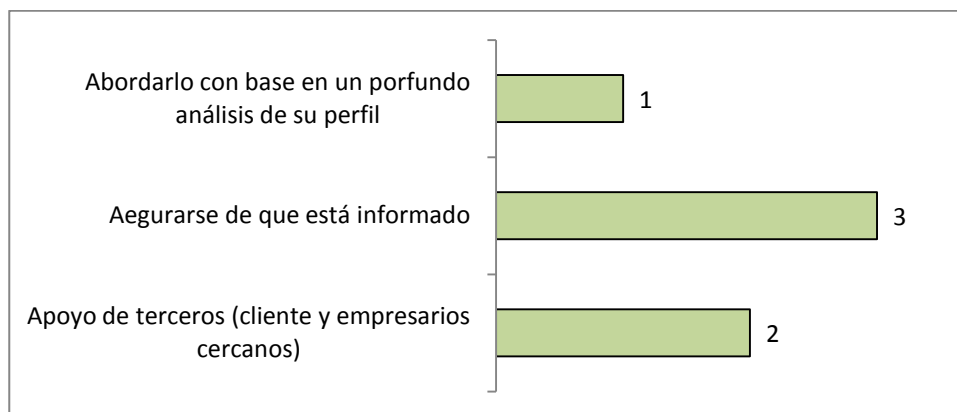 Abordarlo con base en un porfundo
análisis de su perfil
1
Aegurarse de que está informado
3
Apoyo de terceros (cliente y empresarios
cercanos)
2